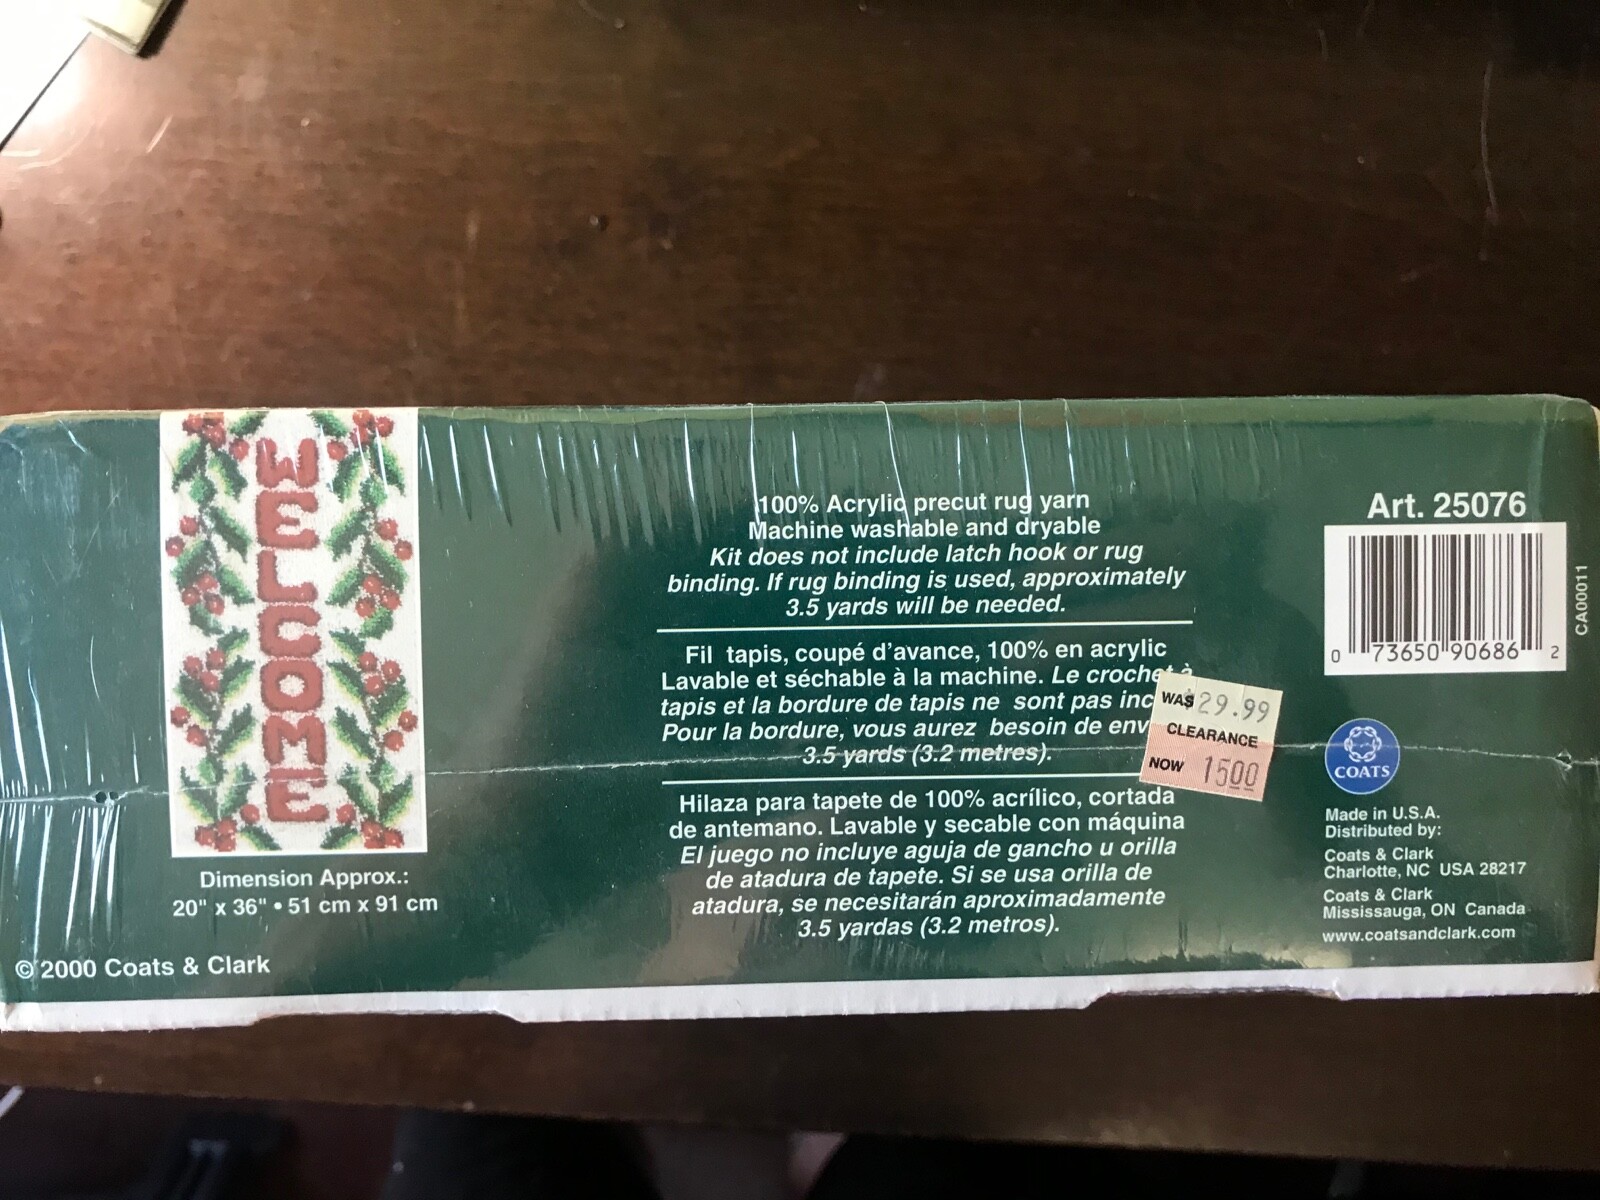 WELCOME
Dimension Approx.:
20" x 36" • 51 cm x 91 cm
© 2000 Coats & Clark
100% Acrylic precut rug yarn
Machine washable and dryable
Kit does not include latch hook or rug
binding. If rug binding is used, approximately
3.5 yards will be needed.
Fil tapis, coupé d'avance, 100% en acrylic
Lavable et séchable à la machine. Le crochet à
tapis et la bordure de tapis ne sont pas
Pour la bordure, vous aurez besoin de
3.5 yards (3.2 metres).
Hilaza para tapete de 100% acrílico, cortada
de antemano. Lavable y secable con máquina
El juego no incluye aguja de gancho u orilla
de atadura de tapete. Si se usa orilla de
atadura, se necesitarán aproximadamente
3.5 yardas (3.2 metros).
WAS $29.99
CLEARANCE
NOW 1500
Art. 25076
0 73650 90686 2
CA00011
COATS
Made in U.S.A.
Distributed by:
Coats & Clark
Charlotte, NC USA 28217
Coats & Clark
Mississauga, ON Canada
www.coatsandclark.com